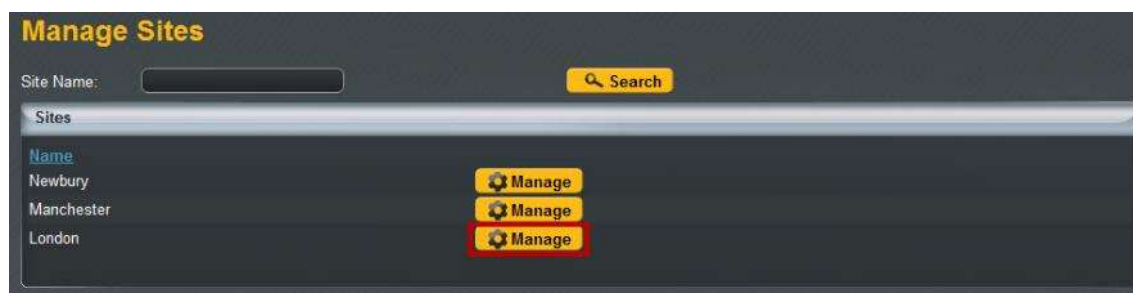 Manage Sites
Site Name: Search
Sites
Name
Newbury Manage
Manchester Manage
London Manage